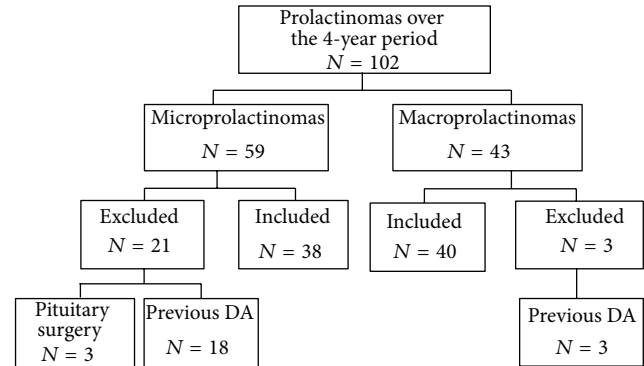 Prolactinomas over
the 4-year period
N = 102
Microprolactinomas
N = 59
Macroprolactinomas
N = 43
Excluded
N = 21
Included
N = 38
Included
N = 40
Excluded
N = 3
Pituitary
surgery
N = 3
Previous DA
N = 18
Previous DA
N = 3